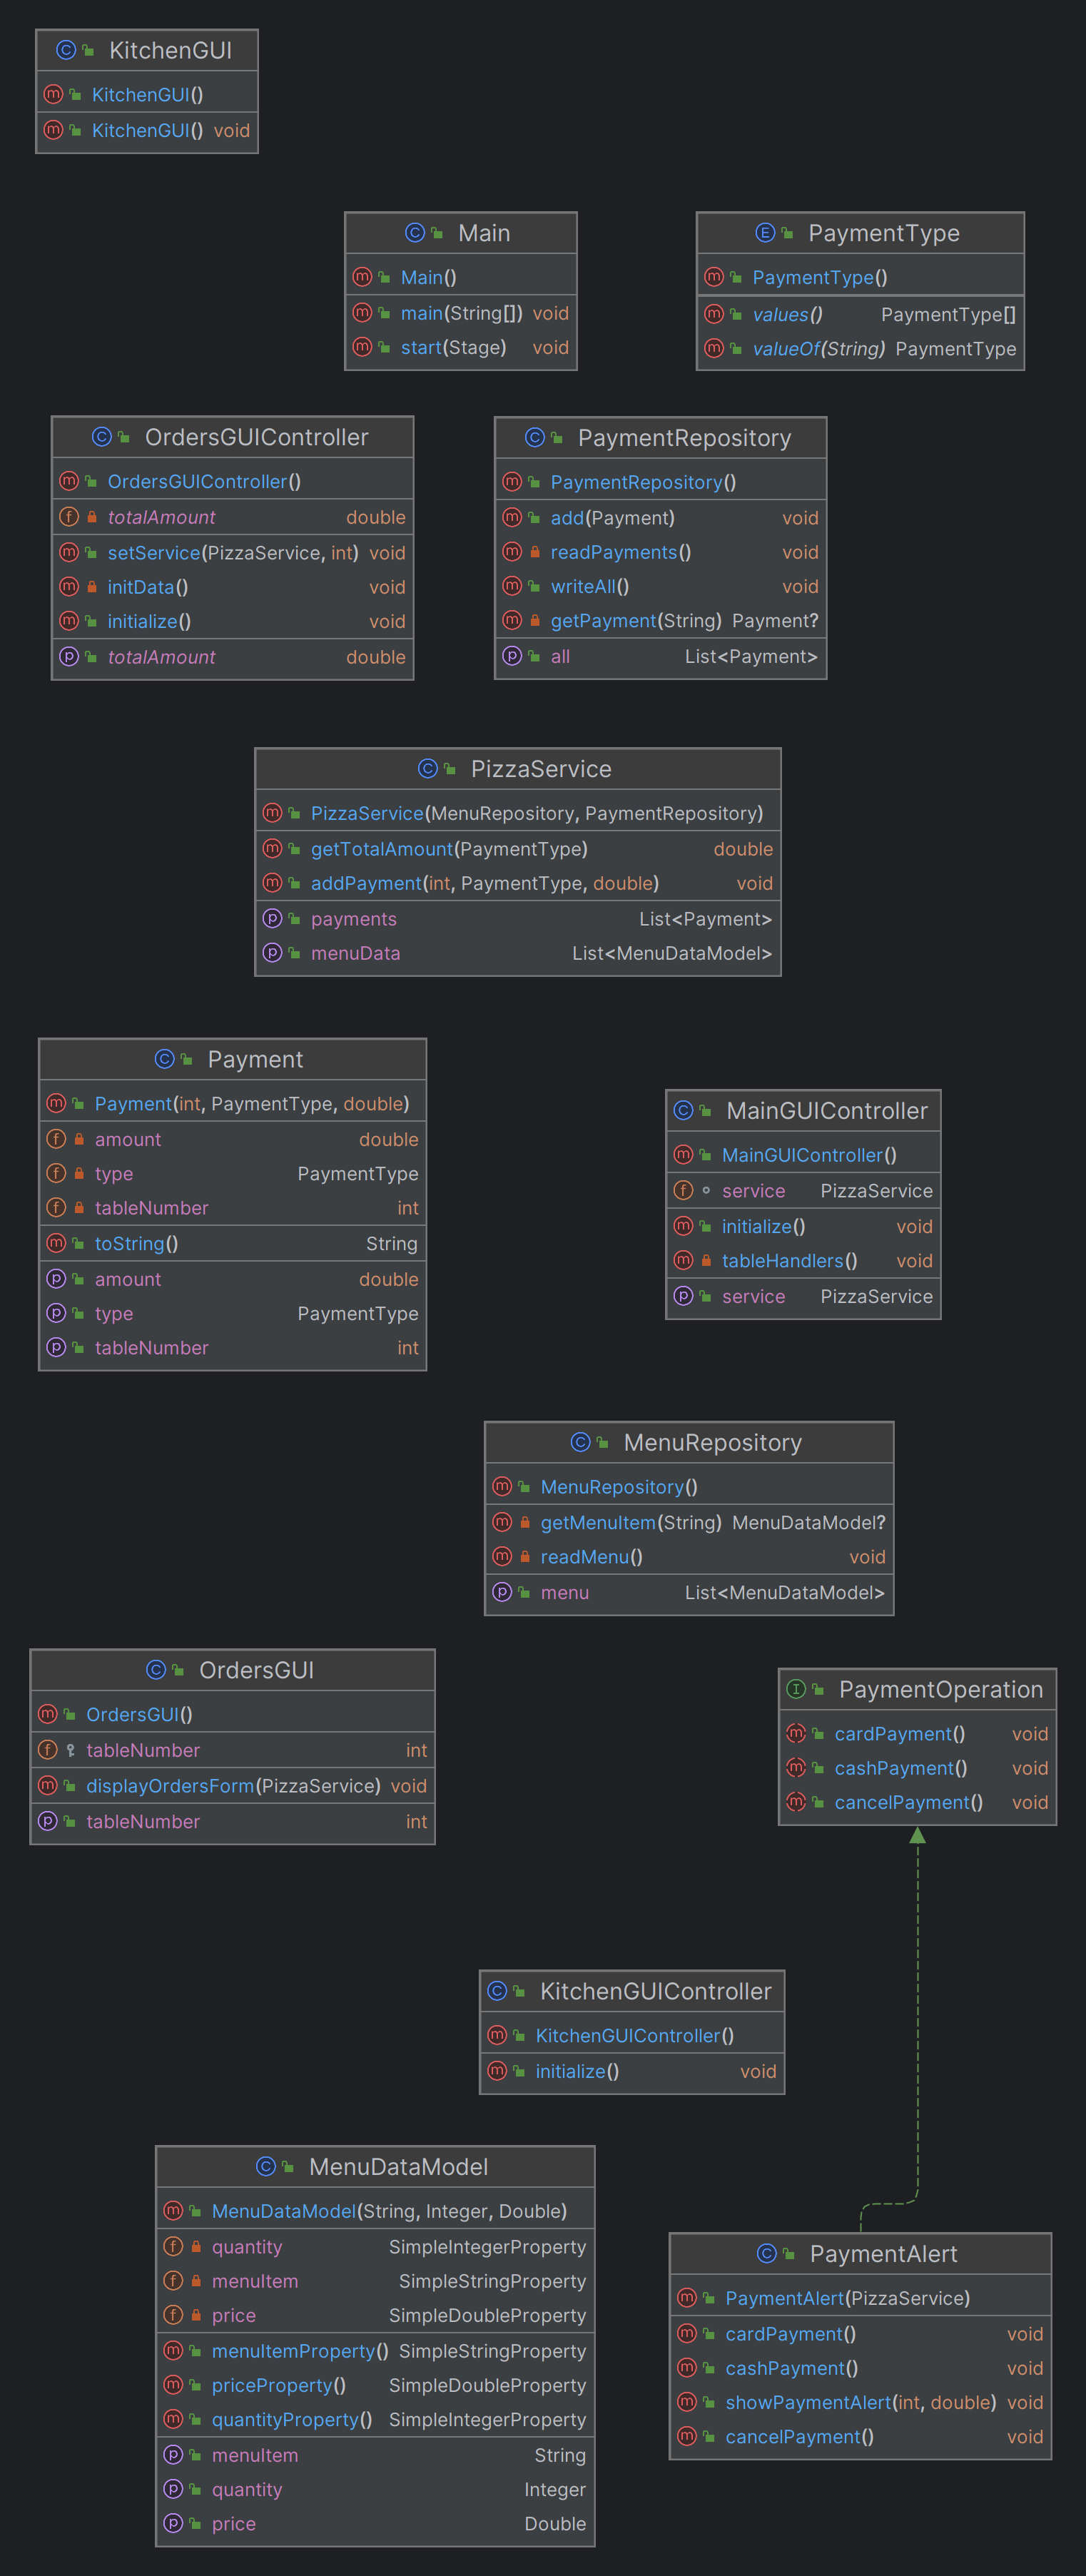 KitchenGUI
KitchenGUI()
KitchenGUI() void
Main
Main()
main(String[]) void
start(Stage) void
PaymentType
PaymentType()
values() PaymentType[]
valueOf(String) PaymentType
OrdersGUIController
OrdersGUIController()
totalAmount double
setService(PizzaService, int) void
initData() void
initialize() void
totalAmount double
PaymentRepository
PaymentRepository()
add(Payment) void
readPayments() void
writeAll() void
getPayment(String) Payment?
all List<Payment>
PizzaService
PizzaService(MenuRepository, PaymentRepository)
getTotalAmount(PaymentType) double
addPayment(int, PaymentType, double) void
payments List<Payment>
menuData List<MenuDataModel>
Payment
Payment(int, PaymentType, double)
amount double
type PaymentType
tableNumber int
toString() String
amount double
type PaymentType
tableNumber int
MainGUIController
MainGUIController()
service PizzaService
initialize() void
tableHandlers() void
service PizzaService
MenuRepository
MenuRepository()
getMenuItem(String) MenuDataModel?
readMenu() void
menu List<MenuDataModel>
OrdersGUI
OrdersGUI()
tableNumber int
displayOrdersForm(PizzaService) void
tableNumber int
PaymentOperation
cardPayment() void
cashPayment() void
cancelPayment() void
KitchenGUIController
KitchenGUIController()
initialize() void
MenuDataModel
MenuDataModel(String, Integer, Double)
quantity SimpleIntegerProperty
menuItem SimpleStringProperty
price SimpleDoubleProperty
menuItemProperty() SimpleStringProperty
priceProperty() SimpleDoubleProperty
quantityProperty() SimpleIntegerProperty
menuItem String
quantity Integer
price Double
PaymentAlert
PaymentAlert(PizzaService)
cardPayment() void
cashPayment() void
showPaymentAlert(int, double) void
cancelPayment() void